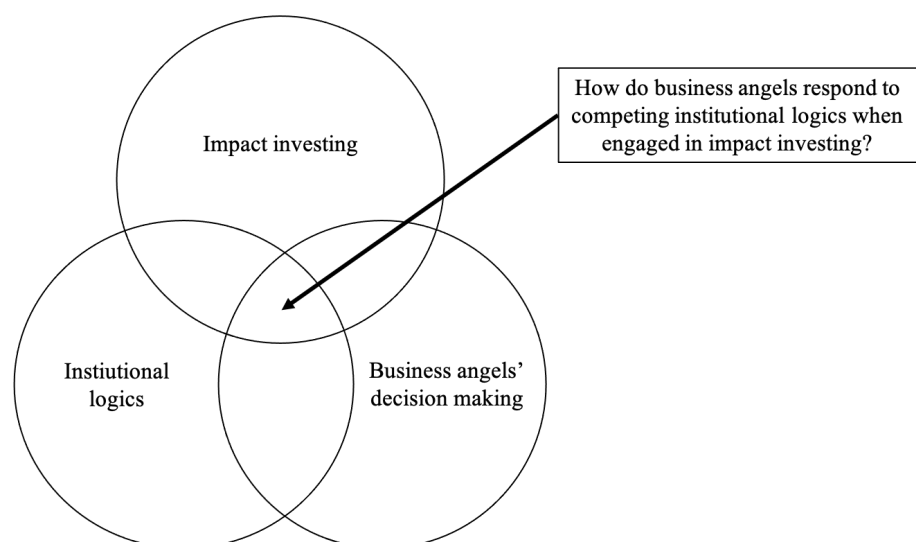 Impact investing
How do business angels respond to
competing institutional logics when
engaged in impact investing?
Instiutional
logics
Business angels’
decision making